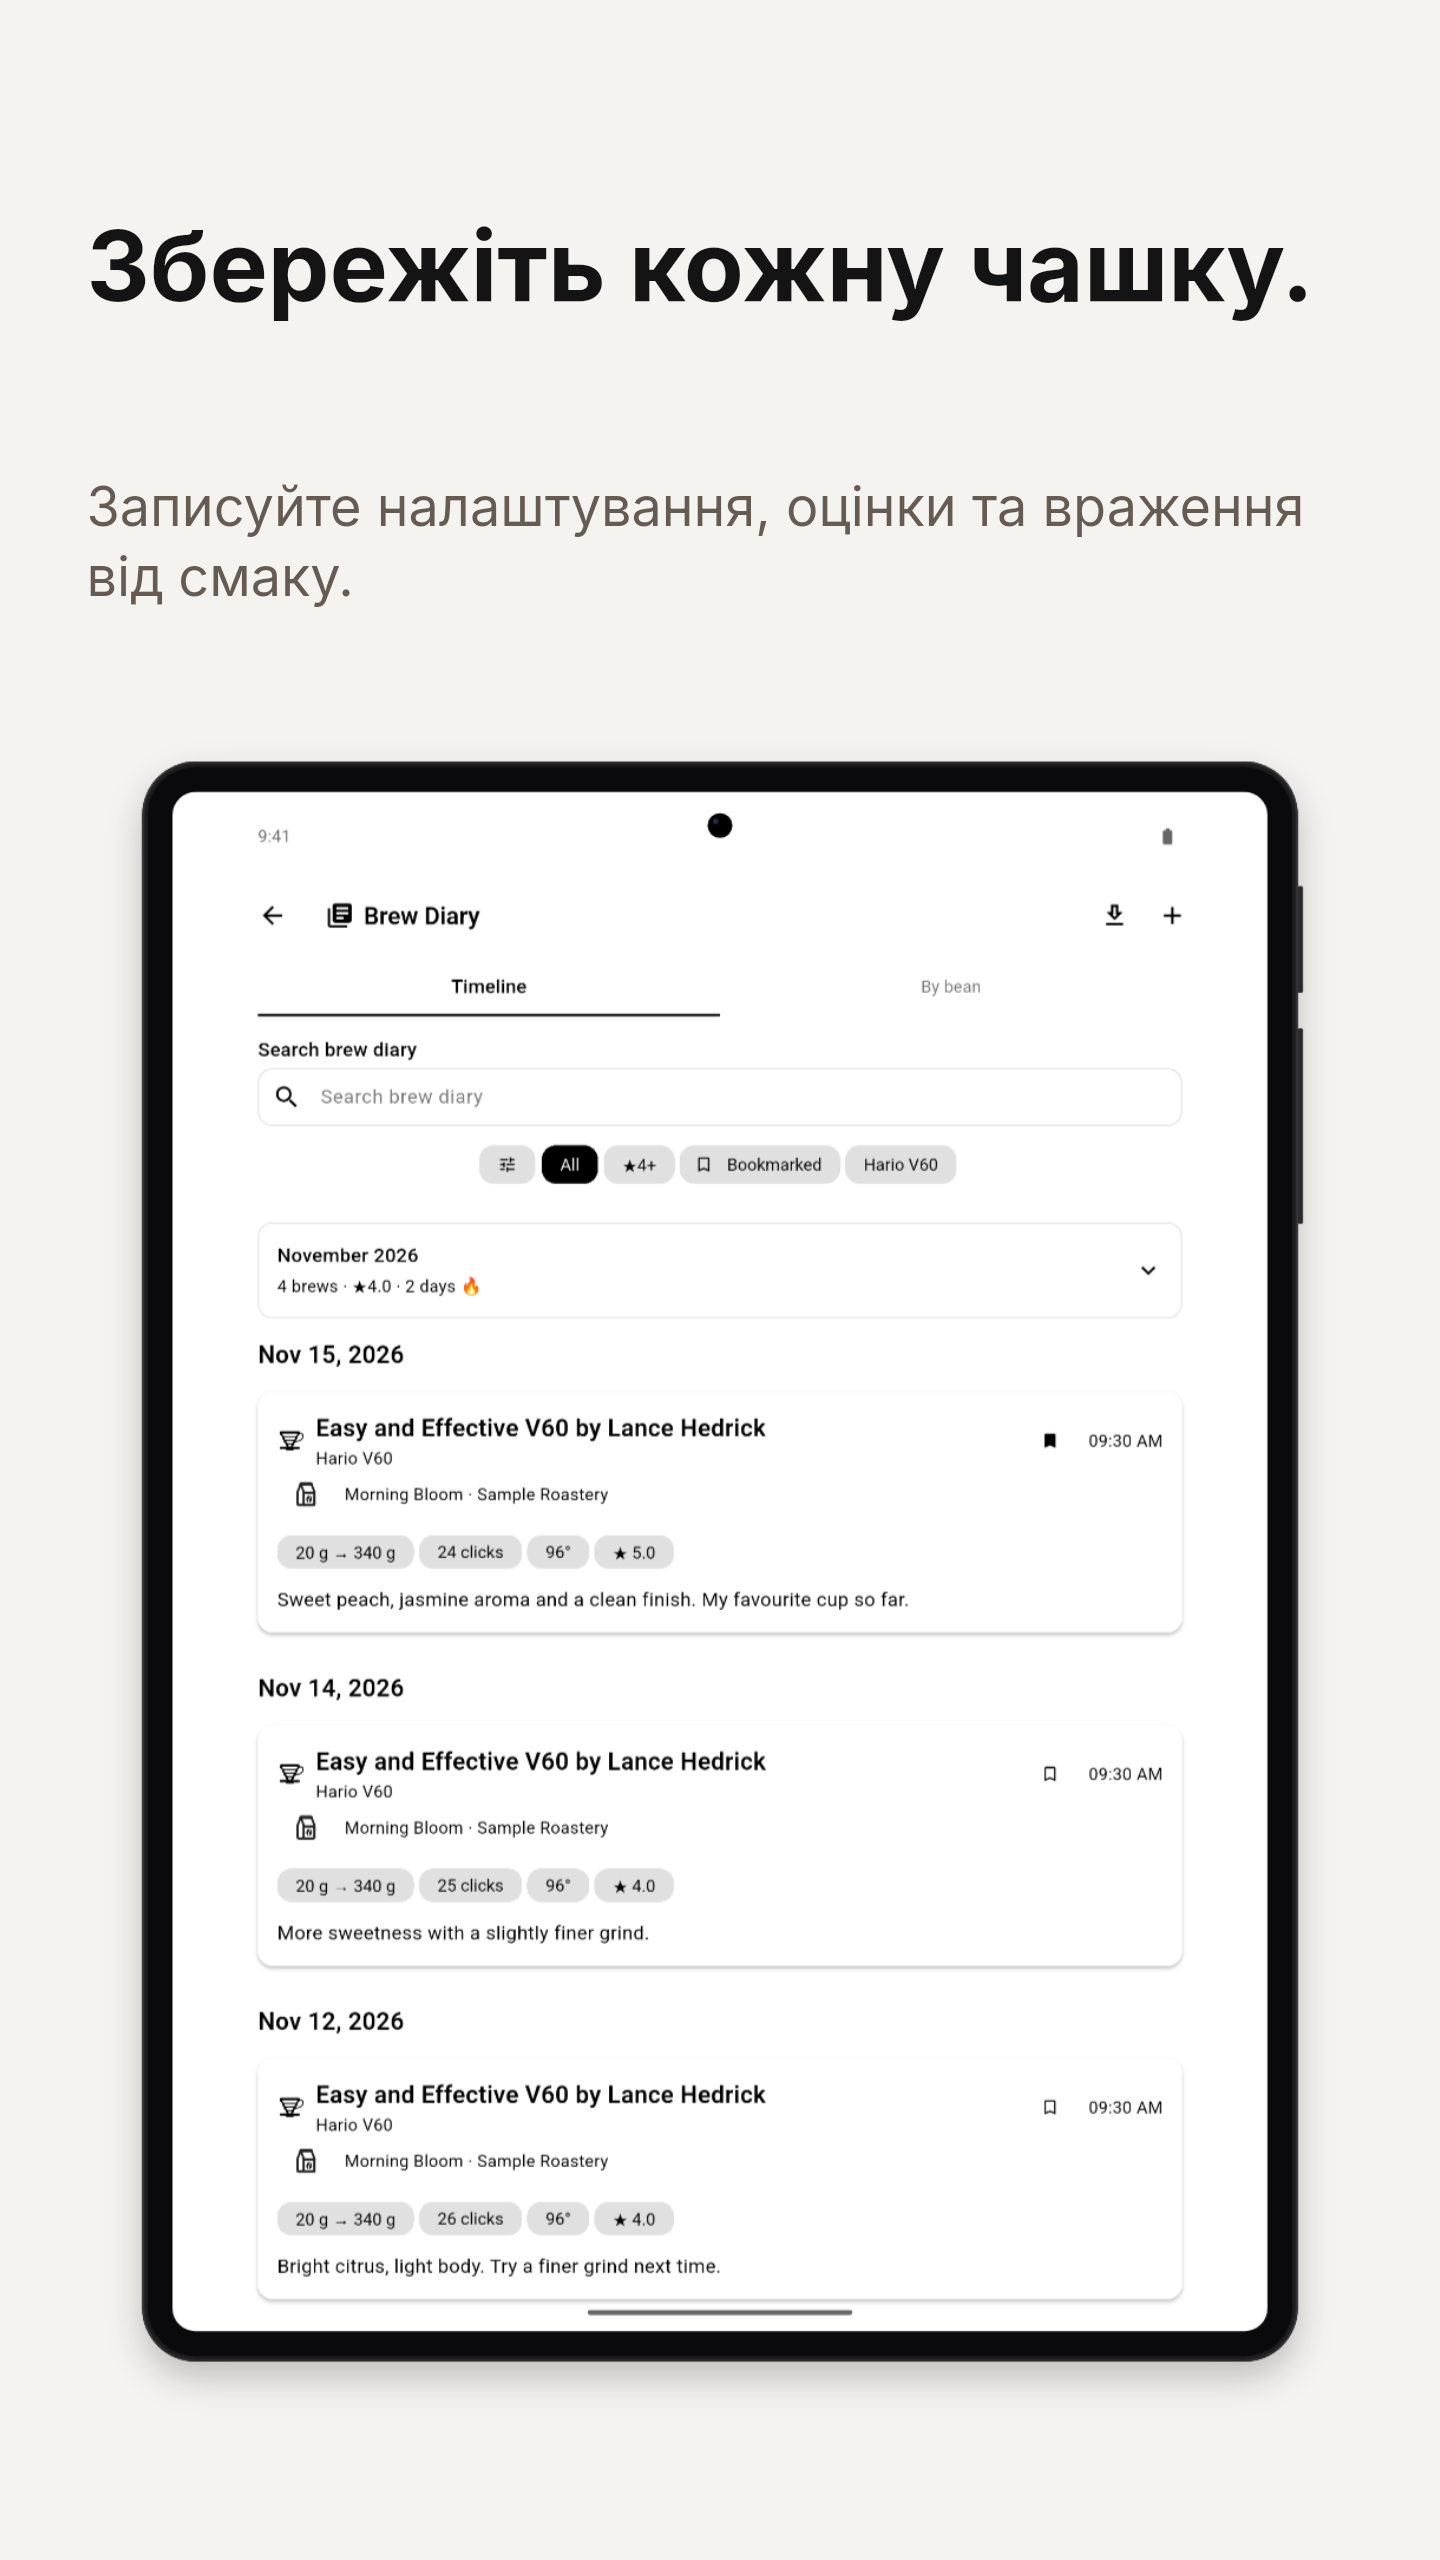 Збережіть кожну чашку.
Записуйте налаштування, оцінки та враження
від смаку.
9:41
Brew Diary
Timeline
By bean
Search brew diary
Search brew diary
All
★4+
Bookmarked
Hario V60
November 2026
4 brews · ★4.0 · 2 days 🔥
Nov 15, 2026
Easy and Effective V60 by Lance Hedrick
09:30 AM
Hario V60
Morning Bloom · Sample Roastery
20 g → 340 g
24 clicks
96°
★ 5.0
Sweet peach, jasmine aroma and a clean finish. My favourite cup so far.
Nov 14, 2026
Easy and Effective V60 by Lance Hedrick
09:30 AM
Hario V60
Morning Bloom · Sample Roastery
20 g → 340 g
25 clicks
96°
★ 4.0
More sweetness with a slightly finer grind.
Nov 12, 2026
Easy and Effective V60 by Lance Hedrick
09:30 AM
Hario V60
Morning Bloom · Sample Roastery
20 g → 340 g
26 clicks
96°
★ 4.0
Bright citrus, light body. Try a finer grind next time.